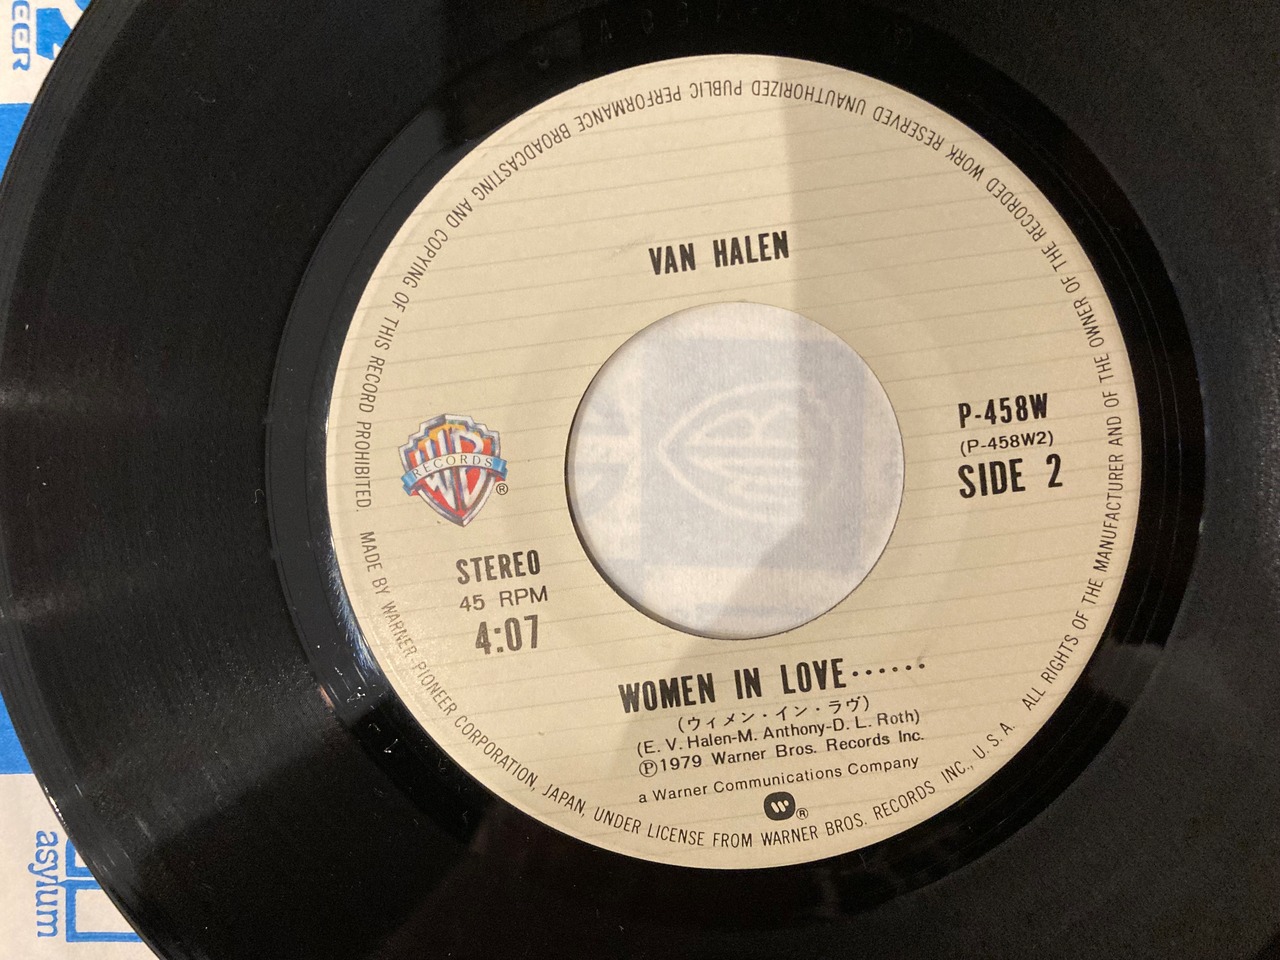 VAN HALEN
P-458W
(P-458W2)
SIDE 2
RECORDS
®
STEREO
45 RPM
4:07
WOMEN IN LOVE······
(ウィメン・イン・ラヴ)
(E. V. Halen-M. Anthony-D. L. Roth)
Ⓟ1979 Warner Bros. Records Inc.
a Warner Communications Company
®
MADE BY WARNER-PIONEER CORPORATION, JAPAN, UNDER LICENSE FROM WARNER BROS. RECORDS INC., U. S. A. ALL RIGHTS OF THE MANUFACTURER AND OF THE OWNER OF THE RECORDED WORK RESERVED UNAUTHORIZED PUBLIC PERFORMANCE BROADCASTING AND COPYING OF THIS RECORD PROHIBITED.
asylum